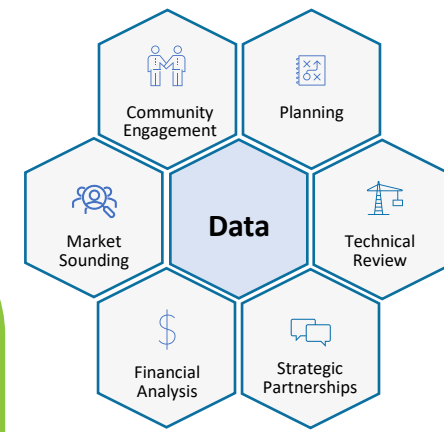 Community
Engagement
Planning
Market
Sounding
Data
Technical
Review
Financial
Analysis
Strategic
Partnerships